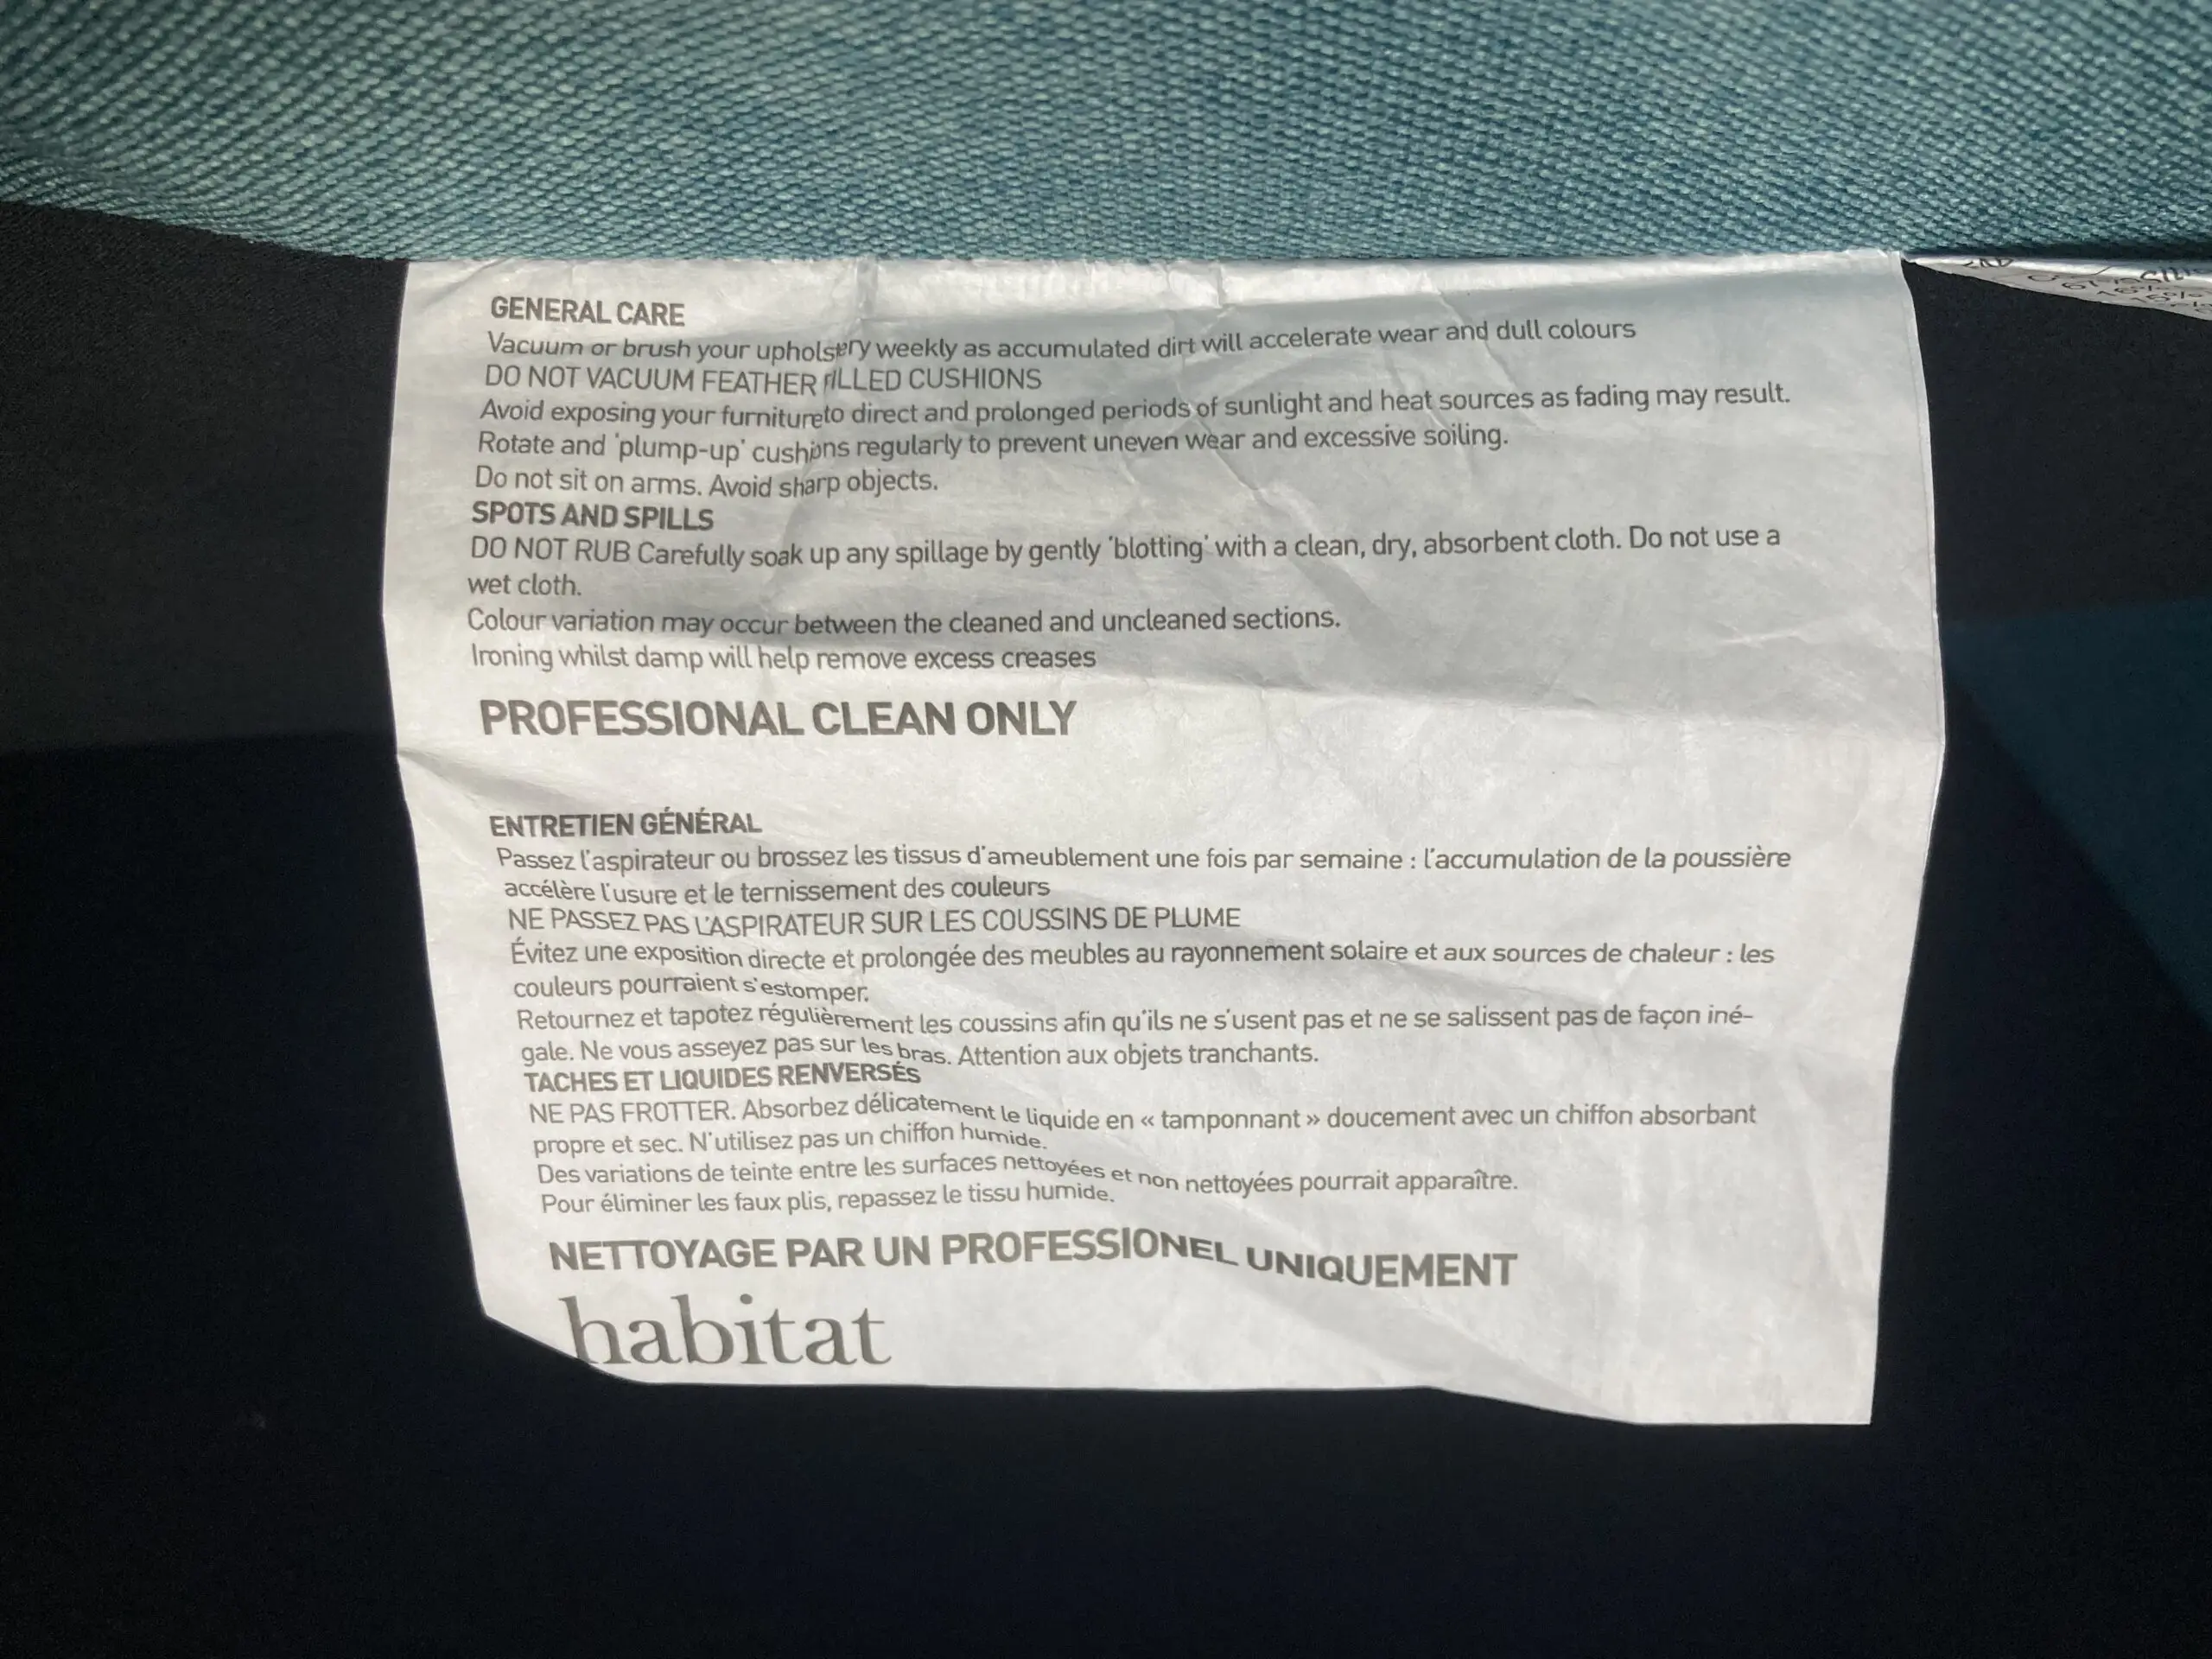 GENERAL CARE
Vacuum or brush your upholstery weekly as accumulated dirt will accelerate wear and dull colours
DO NOT VACUUM FEATHER FILLED CUSHIONS
Avoid exposing your furnitureto direct and prolonged periods of sunlight and heat sources as fading may result.
Rotate and 'plump-up' cushions regularly to prevent uneven wear and excessive soiling.
Do not sit on arms. Avoid sharp objects.
SPOTS AND SPILLS
DO NOT RUB Carefully soak up any spillage by gently 'blotting' with a clean, dry, absorbent cloth. Do not use a
wet cloth.
Colour variation may occur between the cleaned and uncleaned sections.
Ironing whilst damp will help remove excess creases
PROFESSIONAL CLEAN ONLY
ENTRETIEN GÉNÉRAL
Passez l'aspirateur ou brossez les tissus d'ameublement une fois par semaine : l'accumulation de la poussière
accélère l'usure et le ternissement des couleurs
NE PASSEZ PAS L'ASPIRATEUR SUR LES COUSSINS DE PLUME
Évitez une exposition directe et prolongée des meubles au rayonnement solaire et aux sources de chaleur : les
couleurs pourraient s'estomper.
Retournez et tapotez régulièrement les coussins afin qu'ils ne s'usent pas et ne se salissent pas de façon iné-
gale. Ne vous asseyez pas sur les bras. Attention aux objets tranchants.
TACHES ET LIQUIDES RENVERSÉS
NE PAS FROTTER. Absorbez délicatement le liquide en « tamponnant » doucement avec un chiffon absorbant
propre et sec. N'utilisez pas un chiffon humide.
Des variations de teinte entre les surfaces nettoyées et non nettoyées pourrait apparaître.
Pour éliminer les faux plis, repassez le tissu humide.
NETTOYAGE PAR UN PROFESSIONEL UNIQUEMENT
habitat